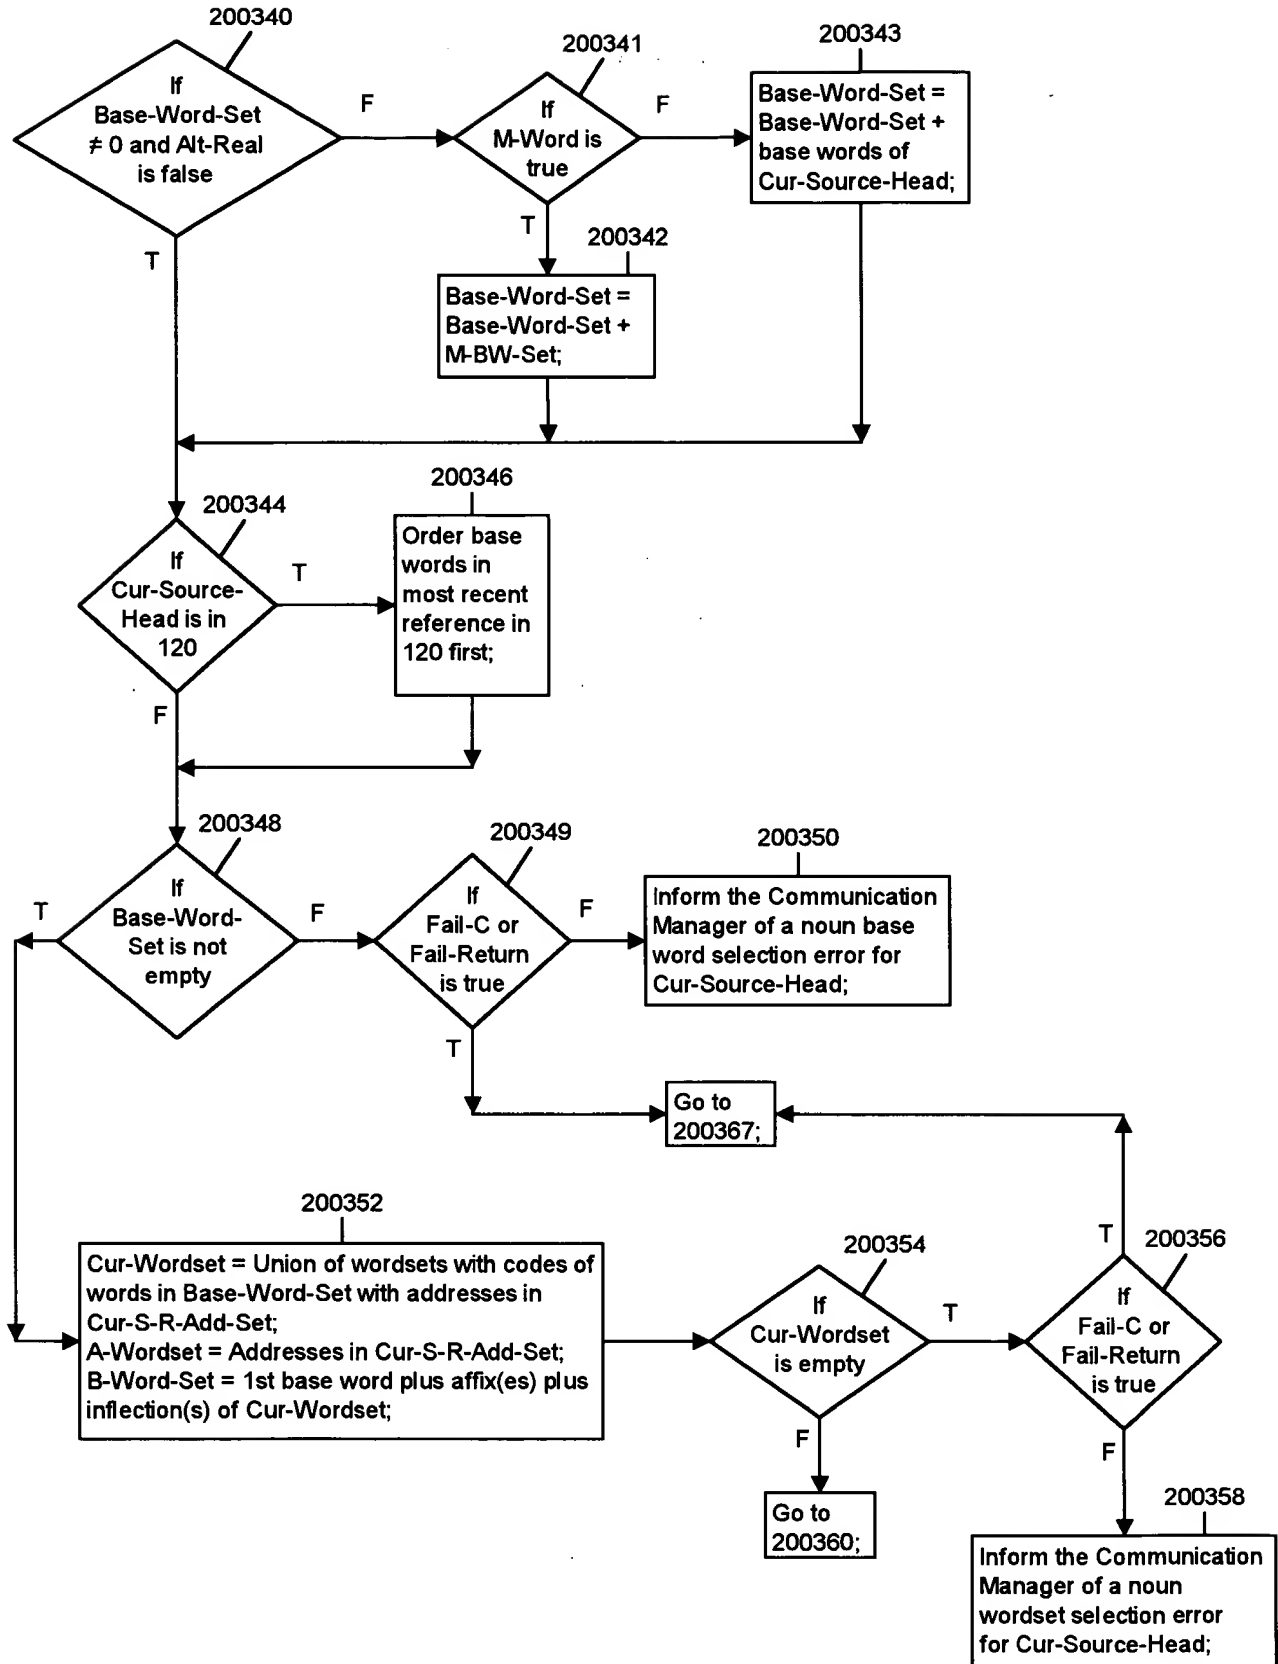 200340
If
Base-Word-Set
≠ 0 and Alt-Real
is false
F
T
200341
If
M-Word is
true
F
T
200343
Base-Word-Set =
Base-Word-Set +
base words of
Cur-Source-Head;
200342
Base-Word-Set =
Base-Word-Set +
M-BW-Set;
200344
If
Cur-Source-
Head is in
120
T
F
200346
Order base
words in
most recent
reference in
120 first;
200348
If
Base-Word-
Set is not
empty
T
F
200349
If
Fail-C or
Fail-Return
is true
F
T
200350
Inform the Communication
Manager of a noun base
word selection error for
Cur-Source-Head;
Go to
200367;
200352
Cur-Wordset = Union of wordsets with codes of
words in Base-Word-Set with addresses in
Cur-S-R-Add-Set;
A-Wordset = Addresses in Cur-S-R-Add-Set;
B-Word-Set = 1st base word plus affix(es) plus
inflection(s) of Cur-Wordset;
200354
If
Cur-Wordset
is empty
T
F
Go to
200360;
200356
If
Fail-C or
Fail-Return
is true
T
F
200358
Inform the Communication
Manager of a noun
wordset selection error
for Cur-Source-Head;